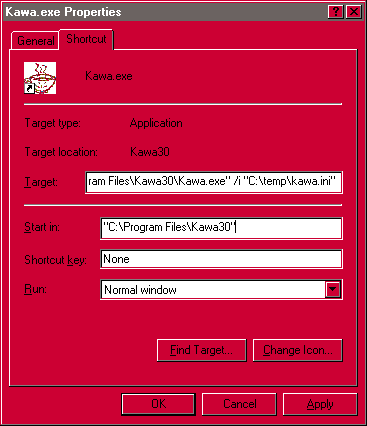 Kawa.exe Properties
General Shortcut
Kawa.exe
Target type: Application
Target location: Kawa30
Target: ram Files\Kawa30\Kawa.exe" /i "C:\temp\kawa.ini"
Start in: "C:\Program Files\Kawa30"
Shortcut key: None
Run: Normal window
Find Target... Change Icon...
OK Cancel Apply